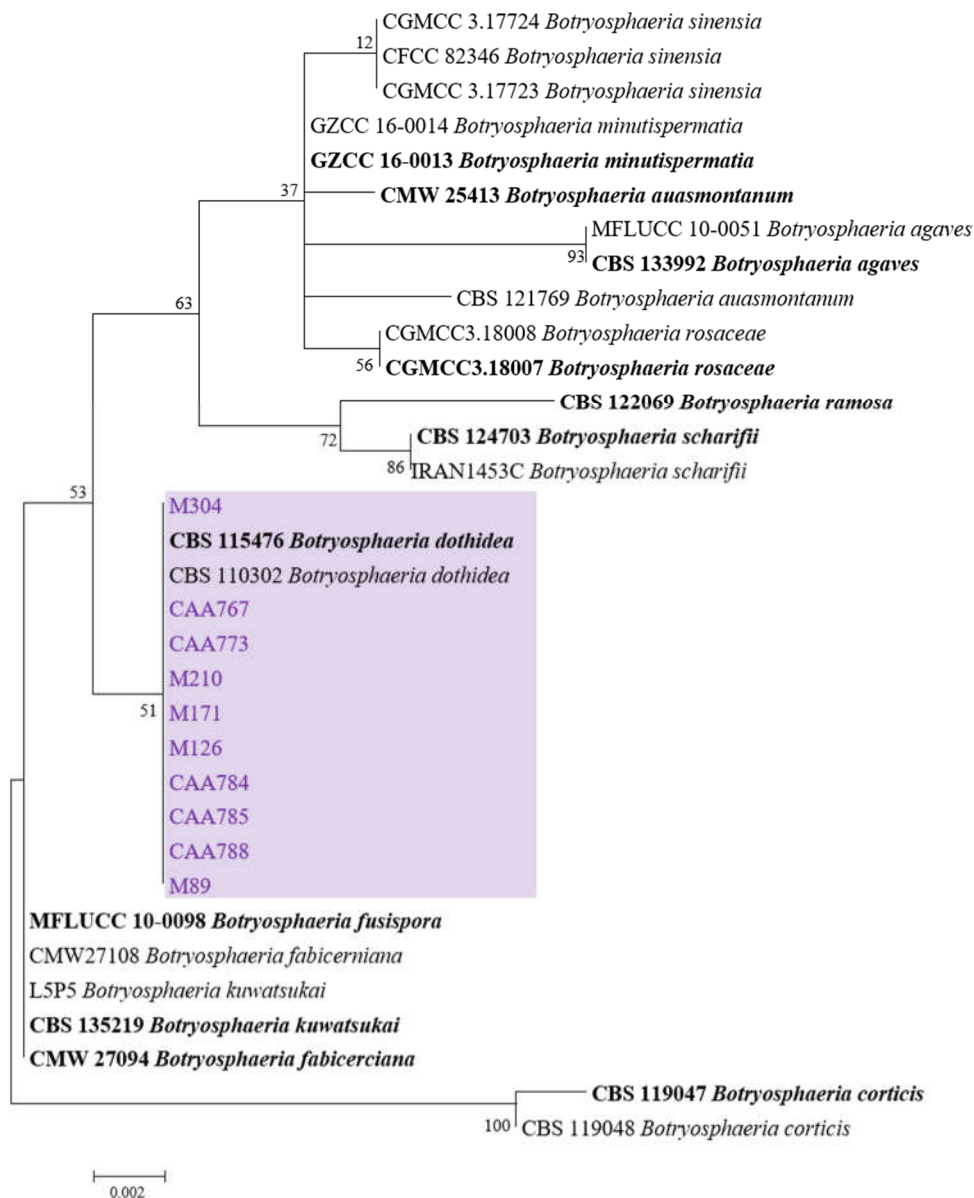 CGMCC 3.17724 Botryosphaeria sinensia
12
CFCC 82346 Botryosphaeria sinensia
CGMCC 3.17723 Botryosphaeria sinensia
GZCC 16-0014 Botryosphaeria minutispermatia
GZCC 16-0013 Botryosphaeria minutispermatia
37
CMW 25413 Botryosphaeria auasmontanum
MFLUCC 10-0051 Botryosphaeria agaves
93
CBS 133992 Botryosphaeria agaves
63
CBS 121769 Botryosphaeria auasmontanum
CGMCC3.18008 Botryosphaeria rosaceae
56
CGMCC3.18007 Botryosphaeria rosaceae
CBS 122069 Botryosphaeria ramosa
72
CBS 124703 Botryosphaeria scharifii
86
IRAN1453C Botryosphaeria scharifii
53
M304
CBS 115476 Botryosphaeria dothidea
CBS 110302 Botryosphaeria dothidea
CAA767
CAA773
M210
51
M171
M126
CAA784
CAA785
CAA788
M89
MFLUCC 10-0098 Botryosphaeria fusispora
CMW27108 Botryosphaeria fabicerniana
L5P5 Botryosphaeria kuwatsukai
CBS 135219 Botryosphaeria kuwatsukai
CMW 27094 Botryosphaeria fabicerciana
CBS 119047 Botryosphaeria corticis
100
CBS 119048 Botryosphaeria corticis
0.002